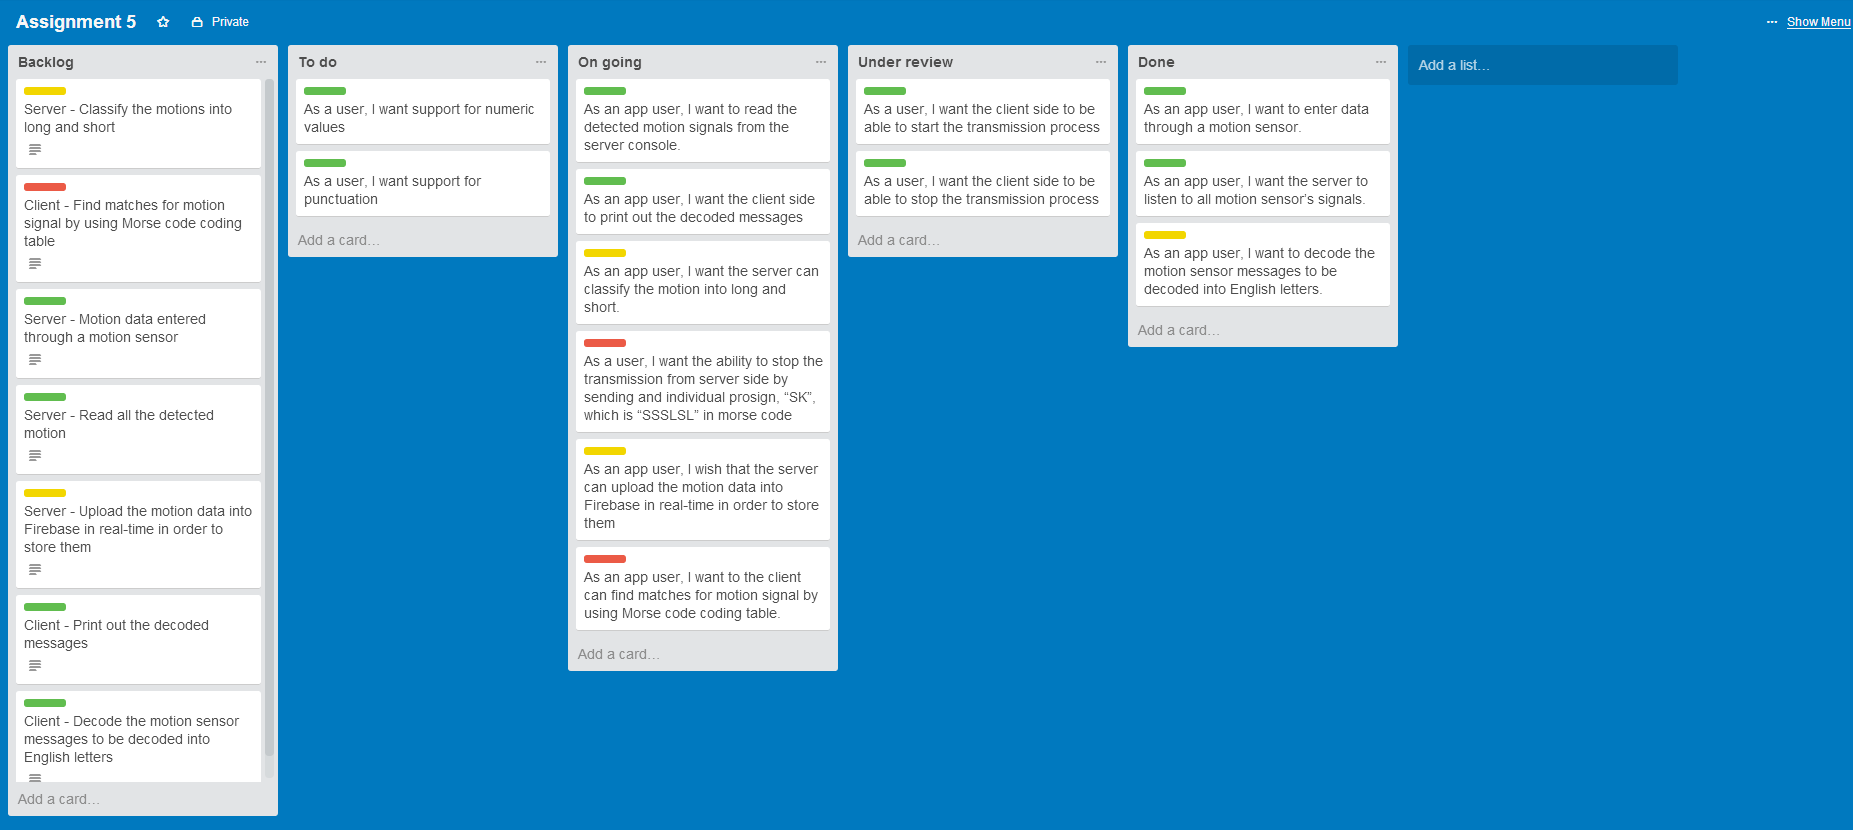 Assignment 5
Private
Show Menu
Backlog
Server - Classify the motions into
long and short
Client - Find matches for motion
signal by using Morse code coding
table
Server - Motion data entered
through a motion sensor
Server - Read all the detected
motion
Server - Upload the motion data into
Firebase in real-time in order to
store them
Client - Print out the decoded
messages
Client - Decode the motion sensor
messages to be decoded into
English letters
Add a card...
To do
As a user, I want support for numeric
values
As a user, I want support for
punctuation
Add a card...
On going
As an app user, I want to read the
detected motion signals from the
server console.
As an app user, I want the client side
to print out the decoded messages
As an app user, I want the server can
classify the motion into long and
short.
As a user, I want the ability to stop the
transmission from server side by
sending and individual prosign, “SK”,
which is “SSSLSL” in morse code
As an app user, I wish that the server
can upload the motion data into
Firebase in real-time in order to store
them
As an app user, I want to the client
can find matches for motion signal by
using Morse code coding table.
Add a card...
Under review
As a user, I want the client side to be
able to start the transmission process
As a user, I want the client side to be
able to stop the transmission process
Add a card...
Done
As an app user, I want to enter data
through a motion sensor.
As an app user, I want the server to
listen to all motion sensor’s signals.
As an app user, I want to decode the
motion sensor messages to be
decoded into English letters.
Add a card...
Add a list...